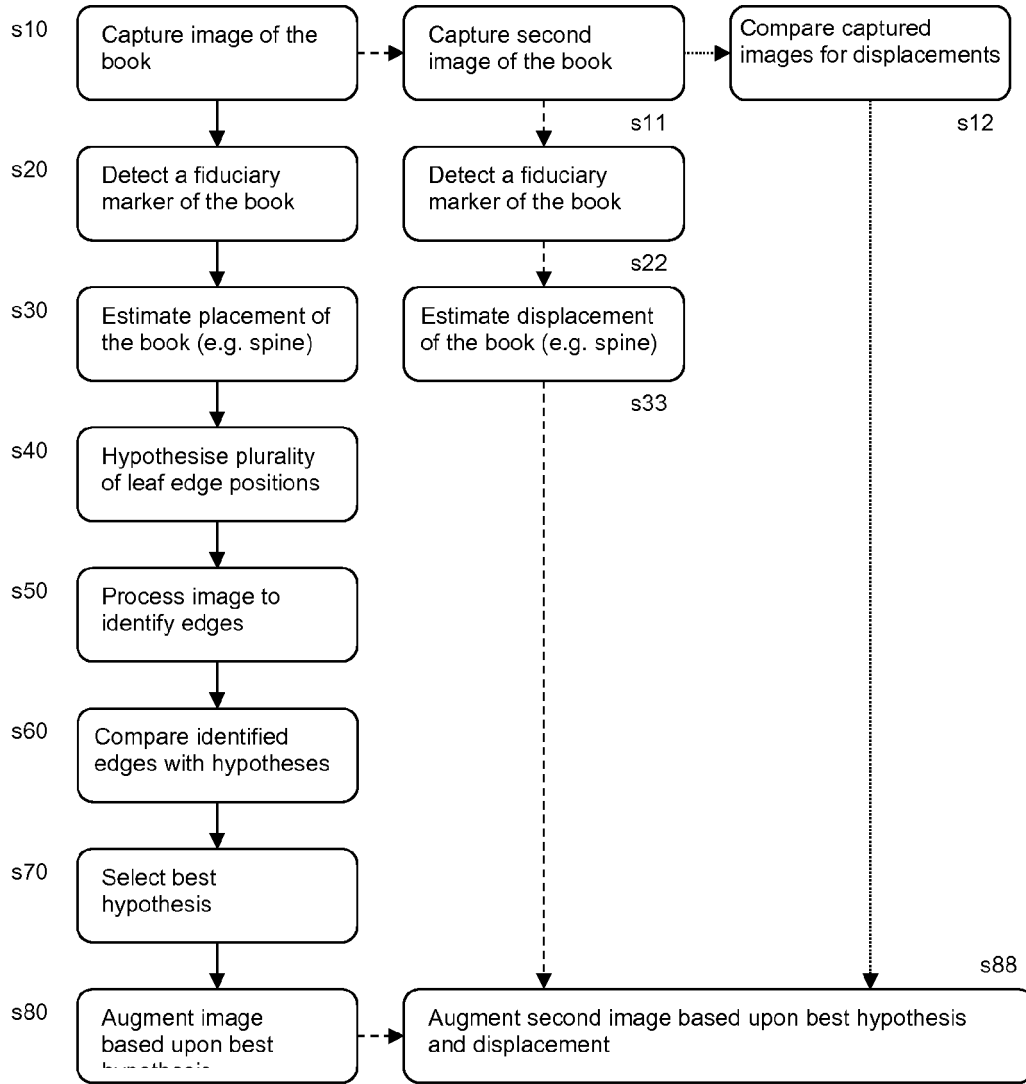 s10
Capture image of the
book
Capture second
image of the book
Compare captured
images for displacements
s11
s12
s20
Detect a fiduciary
marker of the book
Detect a fiduciary
marker of the book
s22
s30
Estimate placement of
the book (e.g. spine)
Estimate displacement
of the book (e.g. spine)
s33
s40
Hypothesise plurality
of leaf edge positions
s50
Process image to
identify edges
s60
Compare identified
edges with hypotheses
s70
Select best
hypothesis
s88
s80
Augment image
based upon best
hypothesis
Augment second image based upon best hypothesis
and displacement